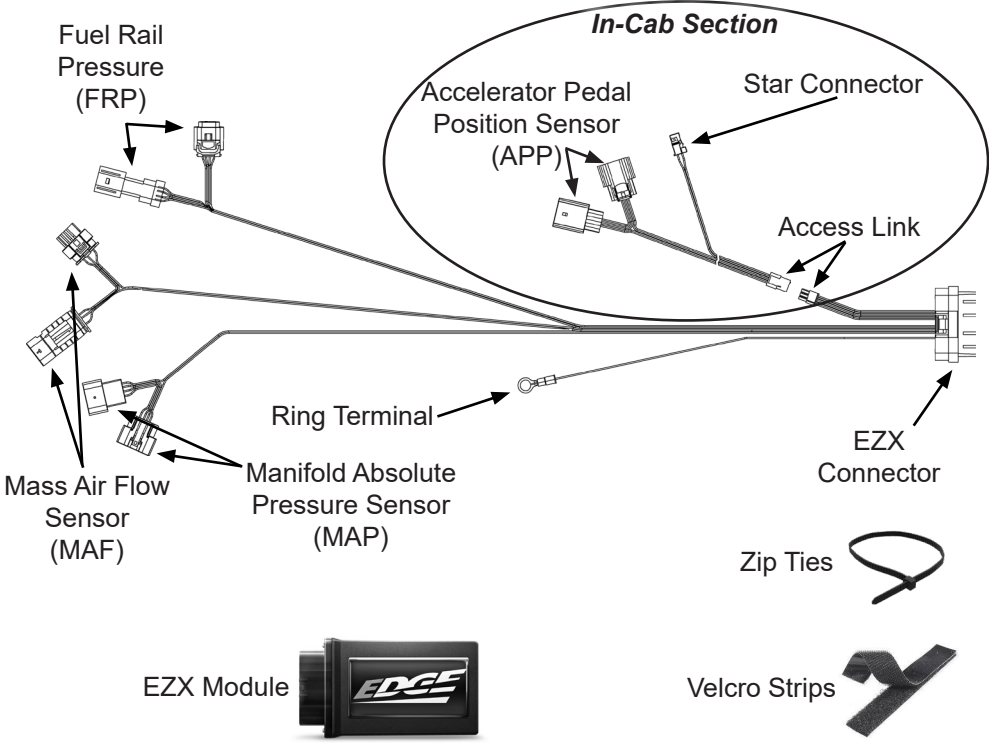 In-Cab Section
Fuel Rail
Pressure
(FRP)
Accelerator Pedal
Position Sensor
(APP)
Star Connector
Access Link
Ring Terminal
EZX
Connector
Mass Air Flow
Sensor
(MAF)
Manifold Absolute
Pressure Sensor
(MAP)
Zip Ties
EZX Module
EDGE
Velcro Strips